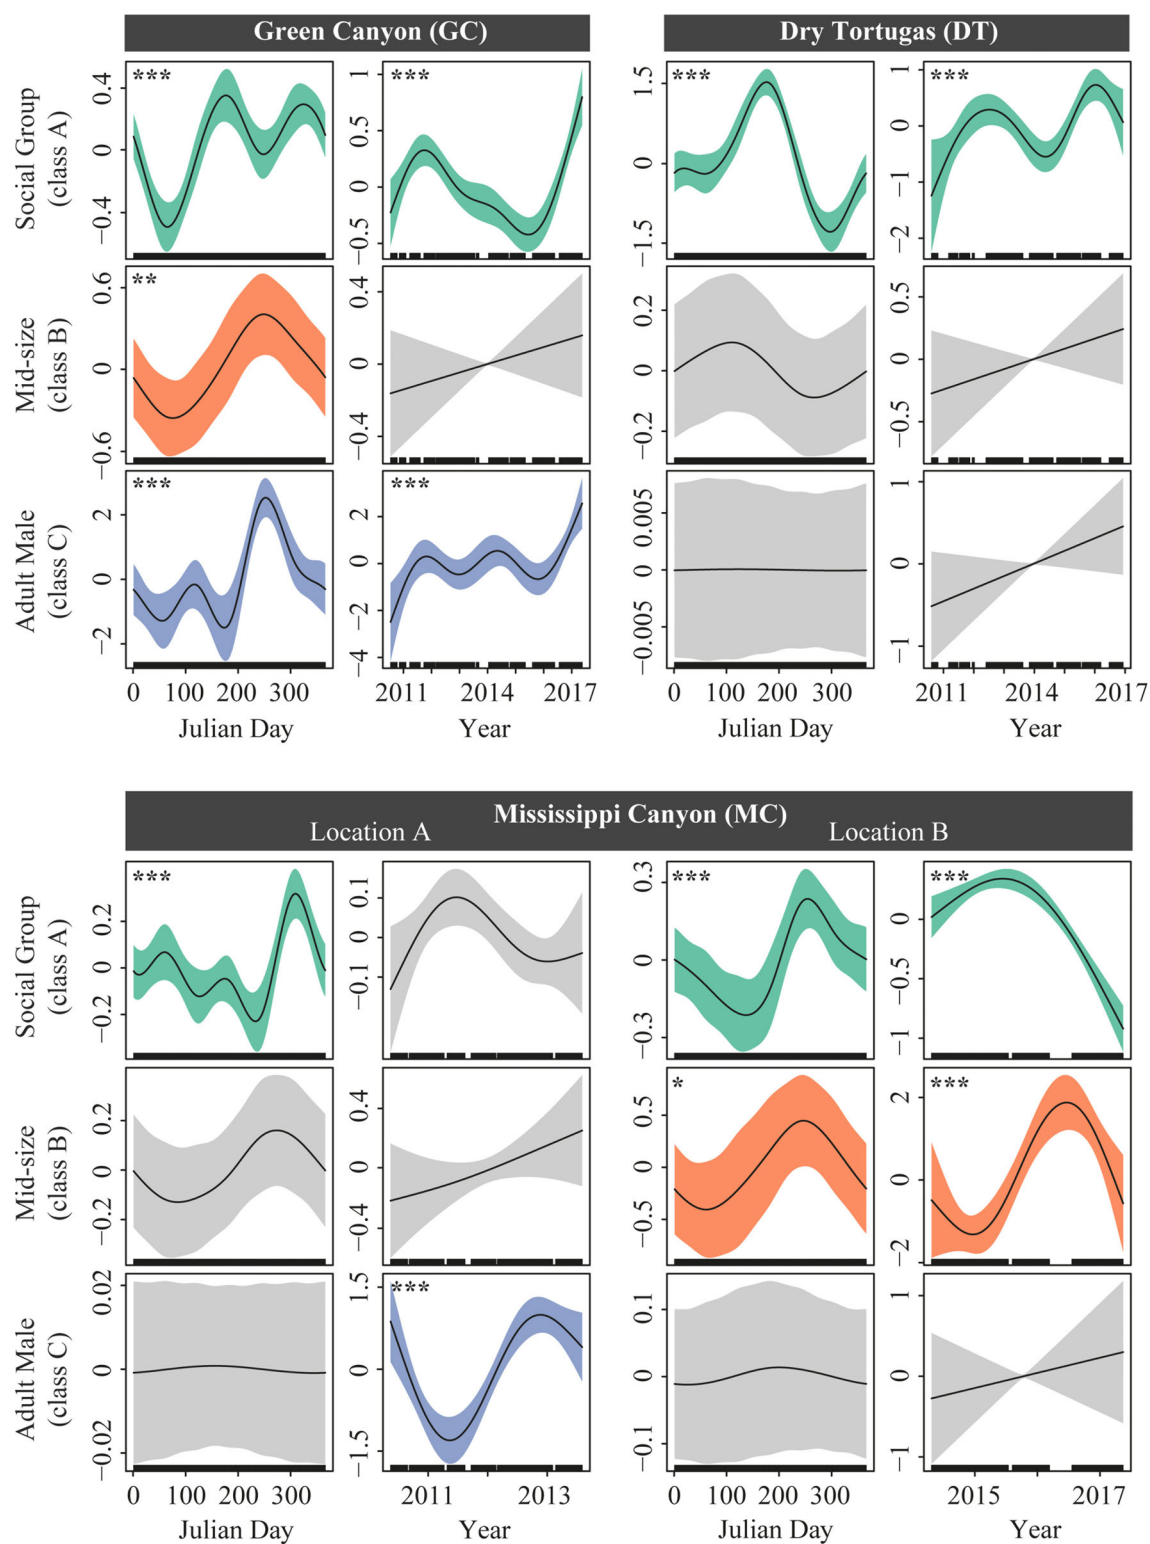 Green Canyon (GC)
Dry Tortugas (DT)
Social Group
(class A)
***
−0.4 0 0.4
***
−0.5 0 0.5 1
***
−1.5 0 1.5
***
−2 −1 0 1
Mid-size
(class B)
**
−0.6 0 0.6
−0.4 0 0.4
−0.2 0 0.2
−0.5 0 0.5
Adult Male
(class C)
***
−2 0 2
***
−4 −2 0 2
−0.005 0 0.005
−1 0 1
0 100 200 300
2011 2014 2017
0 100 200 300
2011 2014 2017
Julian Day
Year
Julian Day
Year
Mississippi Canyon (MC)
Location A
Location B
Social Group
(class A)
***
−0.2 0 0.2
−0.1 0 0.1
***
−0.3 0 0.3
***
−1 −0.5 0
Mid-size
(class B)
−0.2 0 0.2
−0.4 0 0.4
*
−0.5 0 0.5
***
−2 0 2
Adult Male
(class C)
−0.02 0 0.02
***
−1.5 0 1.5
−0.1 0 0.1
−1 0 1
0 100 200 300
2011 2013
0 100 200 300
2015 2017
Julian Day
Year
Julian Day
Year